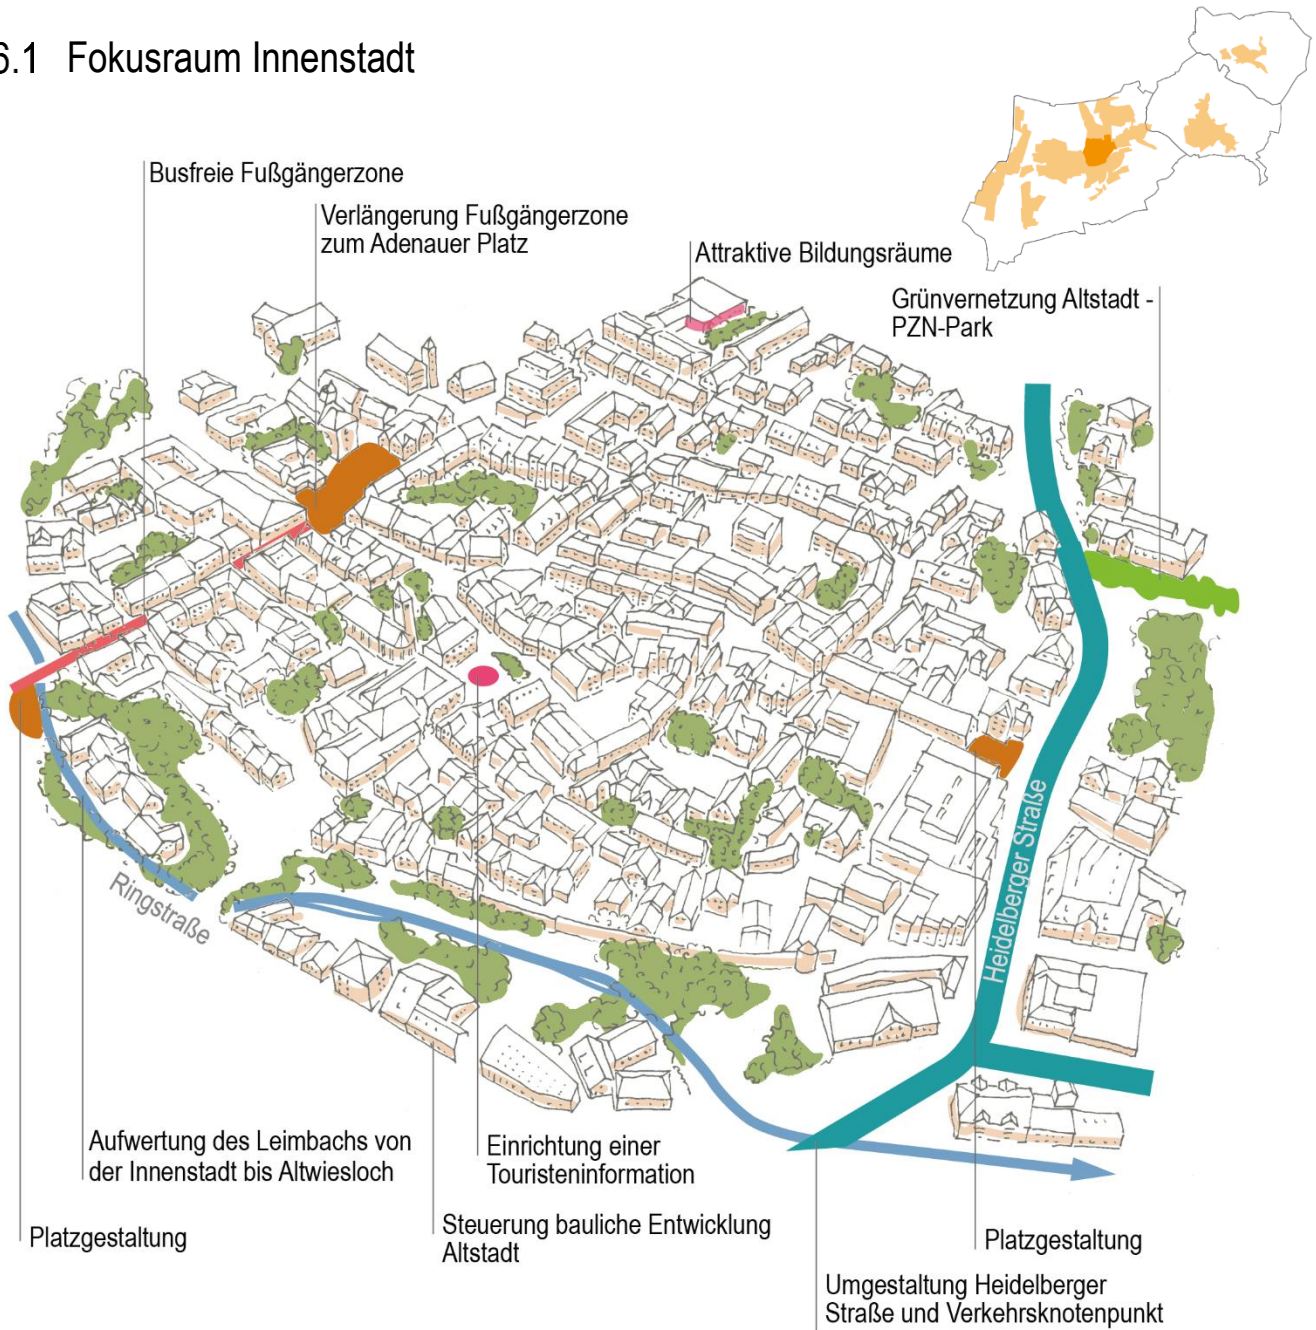 6.1 Fokusraum Innenstadt
Busfreie Fußgängerzone
Verlängerung Fußgängerzone
zum Adenauer Platz
Attraktive Bildungsräume
Grünvernetzung Altstadt -
PZN-Park
Heidelberger Straße
Ringstraße
Aufwertung des Leimbachs von
der Innenstadt bis Altwiesloch
Einrichtung einer
Touristeninformation
Platzgestaltung
Steuerung bauliche Entwicklung
Altstadt
Platzgestaltung
Umgestaltung Heidelberger
Straße und Verkehrsknotenpunkt